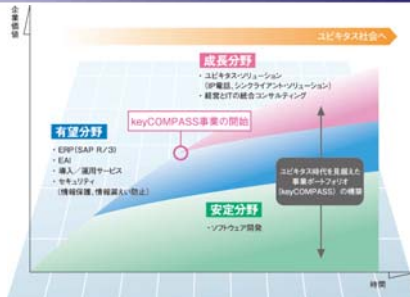 企業価値
ユビキタス社会へ
成長分野
・ユビキタス・ソリューション
(IP電話、シンクライアント・ソリューション)
・経営とITの統合コンサルティング
keyCOMPASS事業の開始
有望分野
・ERP(SAP R/3)
・EAI
・導入/運用サービス
・セキュリティ
(情報保護、情報漏えい防止)
ユビキタス時代を見据えた
事業ポートフォリオ
(keyCOMPASS)の構築
安定分野
・ソフトウェア開発
時間